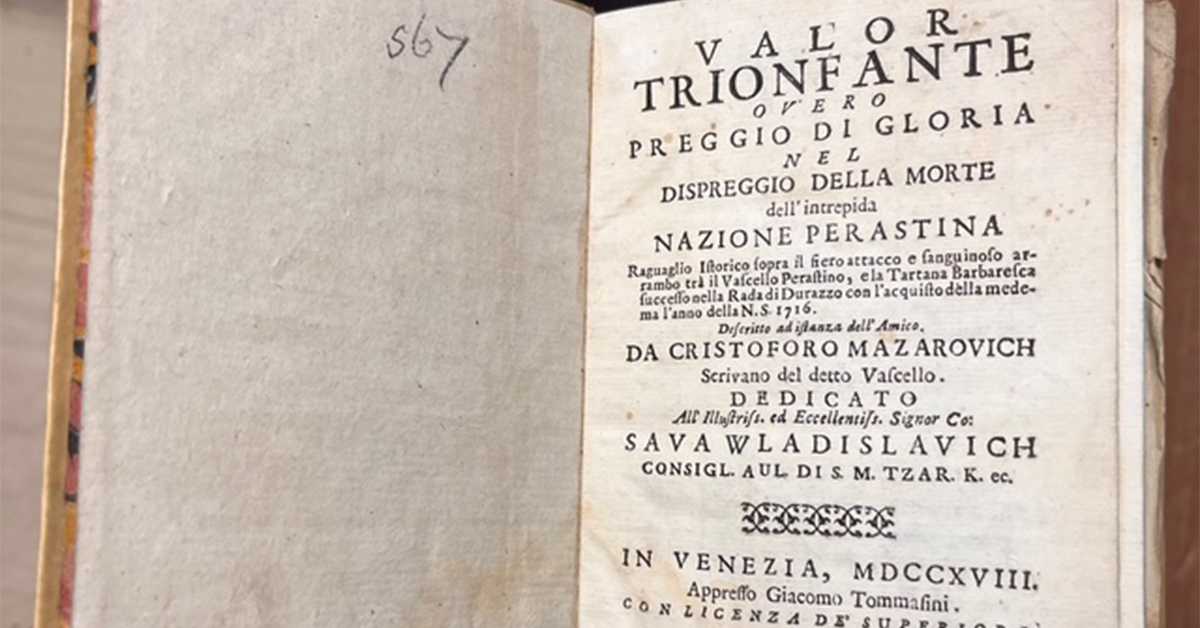 567
VALOR
TRIONFANTE
OVERO
PREGGIO DI GLORIA
NEL
DISPREGGIO DELLA MORTE
dell'intrepida
NAZIONE PERASTINA
Raguaglio Iſtorico ſopra il fiero attacco e ſanguinoſo ar-
rambo trà il Vaſcello Peraſtino, e la Tartana Barbareſca
ſucceſſo nella Rada di Durazzo con l'acquiſto della mede-
ma l'anno della N.S. 1716.
Deſcritto ad iſtanza dell'Amico.
DA CRISTOFORO MAZAROVICH
Scrivano del detto Vaſcello.
DEDICATO
All'Illuſtriſſ. ed Eccellentiſſ. Signor Co:
SAVA WLADISLAVICH
CONSIGL. AUL. DI S. M. TZAR. K. ec.
IN VENEZIA, MDCCXVIII.
Appreſſo Giacomo Tommaſini.
CON LICENZA DE' SUPERIORI